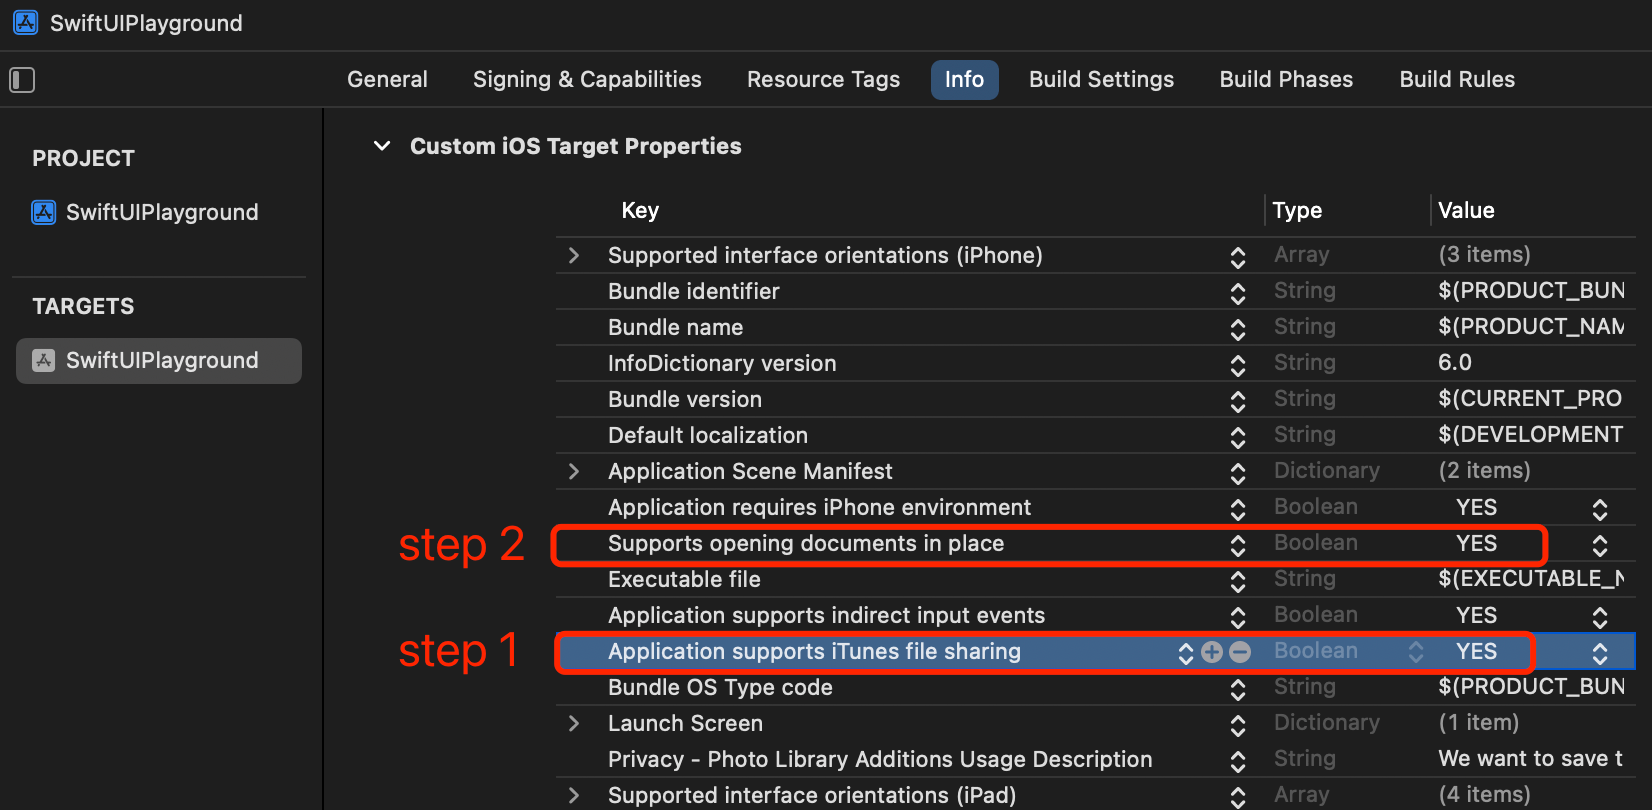 SwiftUIPlayground
General Signing & Capabilities Resource Tags Info Build Settings Build Phases Build Rules
PROJECT
SwiftUIPlayground
TARGETS
SwiftUIPlayground
Custom iOS Target Properties
Key Type Value
Supported interface orientations (iPhone) Array (3 items)
Bundle identifier String $(PRODUCT_BUN
Bundle name String $(PRODUCT_NAM
InfoDictionary version String 6.0
Bundle version String $(CURRENT_PRO
Default localization String $(DEVELOPMENT
Application Scene Manifest Dictionary (2 items)
Application requires iPhone environment Boolean YES
step 2 Supports opening documents in place Boolean YES
Executable file String $(EXECUTABLE_N
Application supports indirect input events Boolean YES
step 1 Application supports iTunes file sharing Boolean YES
Bundle OS Type code String $(PRODUCT_BUN
Launch Screen Dictionary (1 item)
Privacy - Photo Library Additions Usage Description String We want to save t
Supported interface orientations (iPad) Array (4 items)